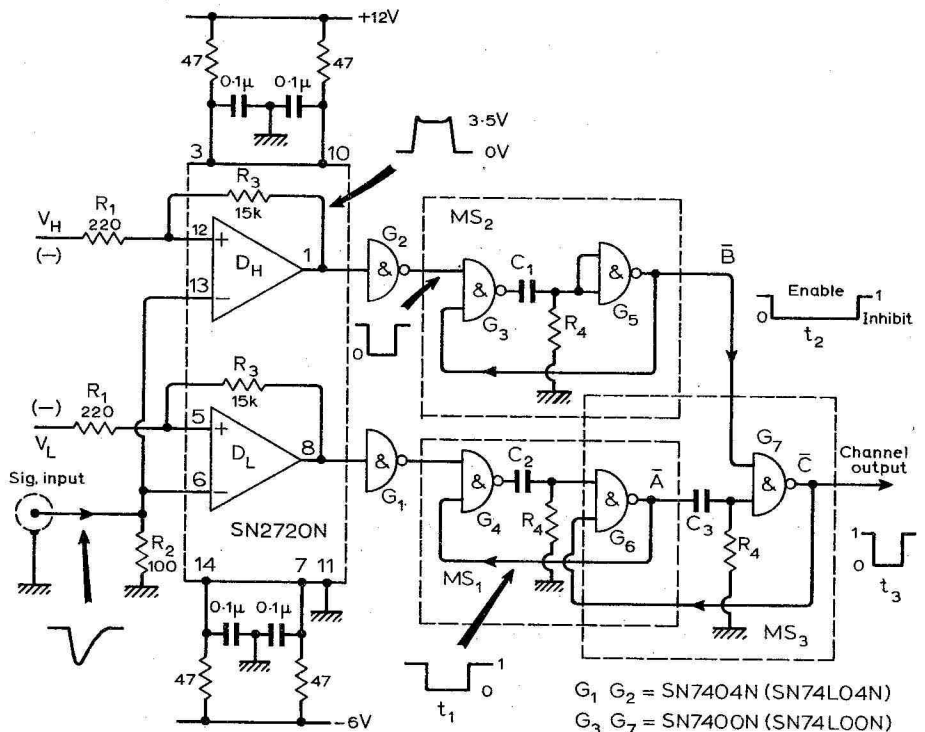 +12V
47
47
0·1μ 0·1μ
3·5V
0V
3
10
R3
15k
R1
220
VH
(−)
12
+
DH
1
13
−
G2
&
0
MS2
&
G3
C1
R4
&
G5
B̄
0
Enable
1
Inhibit
t2
R3
15k
(−)
R1
220
VL
5
+
DL
8
6
−
Sig. input
R2
100
SN2720N
&
G1
&
G4
C2
R4
&
G6
Ā
C3
MS1
G7
&
R4
C̄
Channel
output
1
0
t3
MS3
14
7
11
0·1μ 0·1μ
47
47
−6V
1
0
t1
G1 G2 = SN7404N (SN74L04N)
G3 G7 = SN7400N (SN74L00N)